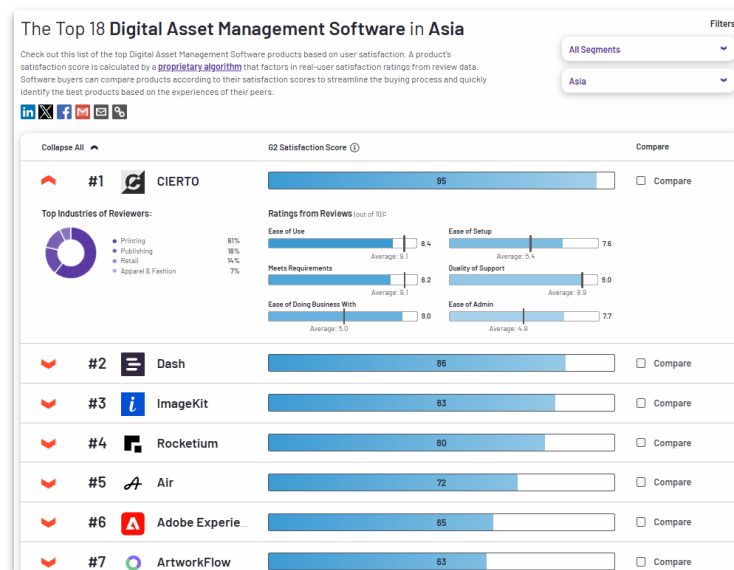 The Top 18 Digital Asset Management Software in Asia
Filters
Check out this list of the top Digital Asset Management Software products based on user satisfaction. A product's
satisfaction score is calculated by a proprietary algorithm that factors in real-user satisfaction ratings from review data.
Software buyers can compare products according to their satisfaction scores to streamline the buying process and quickly
identify the best products based on the experiences of their peers.
All Segments
Asia
Collapse All G2 Satisfaction Score Compare
#1 CIERTO 95 Compare
Top Industries of Reviewers:
Printing 61%
Publishing 18%
Retail 14%
Apparel & Fashion 7%
Ratings from Reviews (out of 10):
Ease of Use
8.4
Average: 9.1
Ease of Setup
7.6
Average: 5.4
Meets Requirements
8.2
Average: 9.1
Quality of Support
9.0
Average: 8.9
Ease of Doing Business With
9.0
Average: 5.0
Ease of Admin
7.7
Average: 4.9
#2 Dash 86 Compare
#3 ImageKit 83 Compare
#4 Rocketium 80 Compare
#5 Air 72 Compare
#6 Adobe Experie... 65 Compare
#7 ArtworkFlow 63 Compare